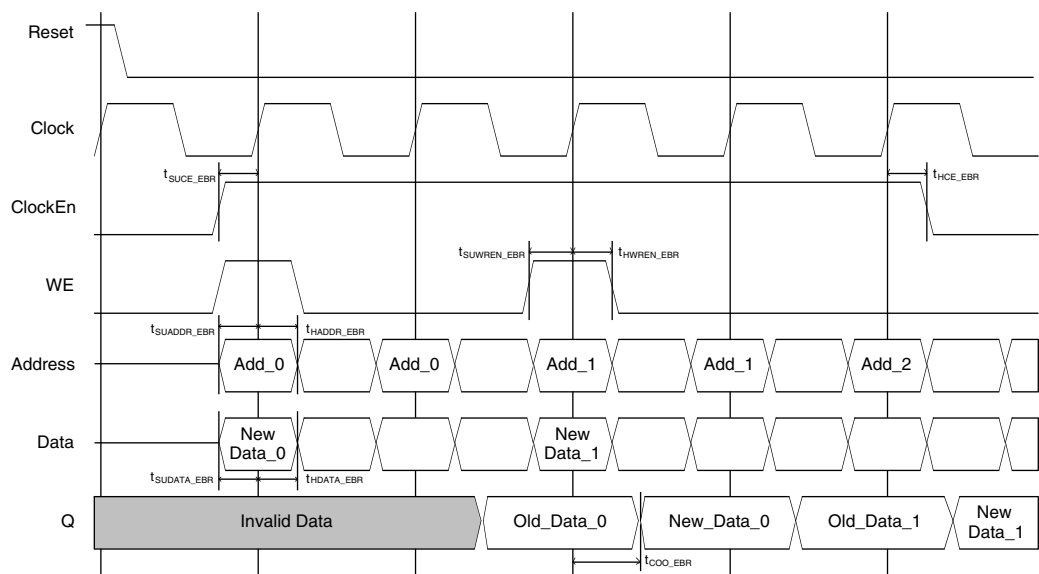 Reset
Clock
tSUCE_EBR
tHCE_EBR
ClockEn
tSUWREN_EBR
tHWREN_EBR
WE
tSUADDR_EBR
tHADDR_EBR
Address
Add_0
Add_0
Add_1
Add_1
Add_2
Data
New
Data_0
New
Data_1
tSUDATA_EBR
tHDATA_EBR
Q
Invalid Data
Old_Data_0
New_Data_0
Old_Data_1
New
Data_1
tCOO_EBR